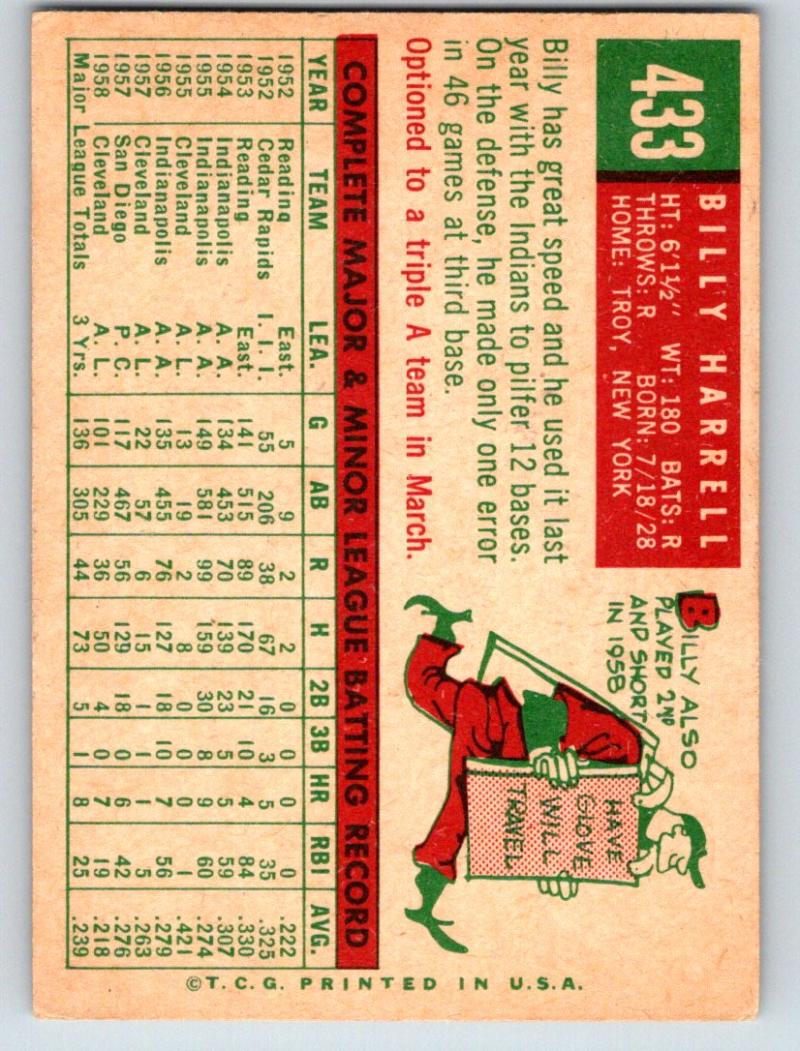 433
BILLY HARRELL
HT: 6'1½" WT: 180 BATS: R
THROWS: R BORN: 7/18/28
HOME: TROY, NEW YORK
Billy has great speed and he used it last
year with the Indians to pilfer 12 bases.
On the defense, he made only one error
in 46 games at third base.
Optioned to a triple A team in March.
BILLY ALSO
PLAYED 2ND
AND SHORT
IN 1958
HAVE
GLOVE
WILL
TRAVEL
COMPLETE MAJOR & MINOR LEAGUE BATTING RECORD
YEAR TEAM LEA. G AB R H 2B 3B HR RBI AVG.
1952 Reading East. 5 9 2 2 0 0 0 0 .222
1952 Cedar Rapids I. I. I. 55 206 38 67 16 3 5 35 .325
1953 Reading East. 141 515 89 170 21 10 4 84 .330
1954 Indianapolis A. A. 134 453 70 139 23 5 5 59 .307
1955 Indianapolis A. A. 149 581 99 159 30 8 9 60 .274
1955 Cleveland A. L. 13 19 2 8 0 0 0 1 .421
1956 Indianapolis A. A. 135 455 76 127 18 10 7 56 .279
1957 Cleveland A. L. 22 57 6 15 1 1 1 5 .263
1957 San Diego P. C. 117 467 56 129 18 0 6 42 .276
1958 Cleveland A. L. 101 229 36 50 4 0 7 19 .218
Major League Totals 3 Yrs. 136 305 44 73 5 1 8 25 .239
©T.C.G. PRINTED IN U.S.A.